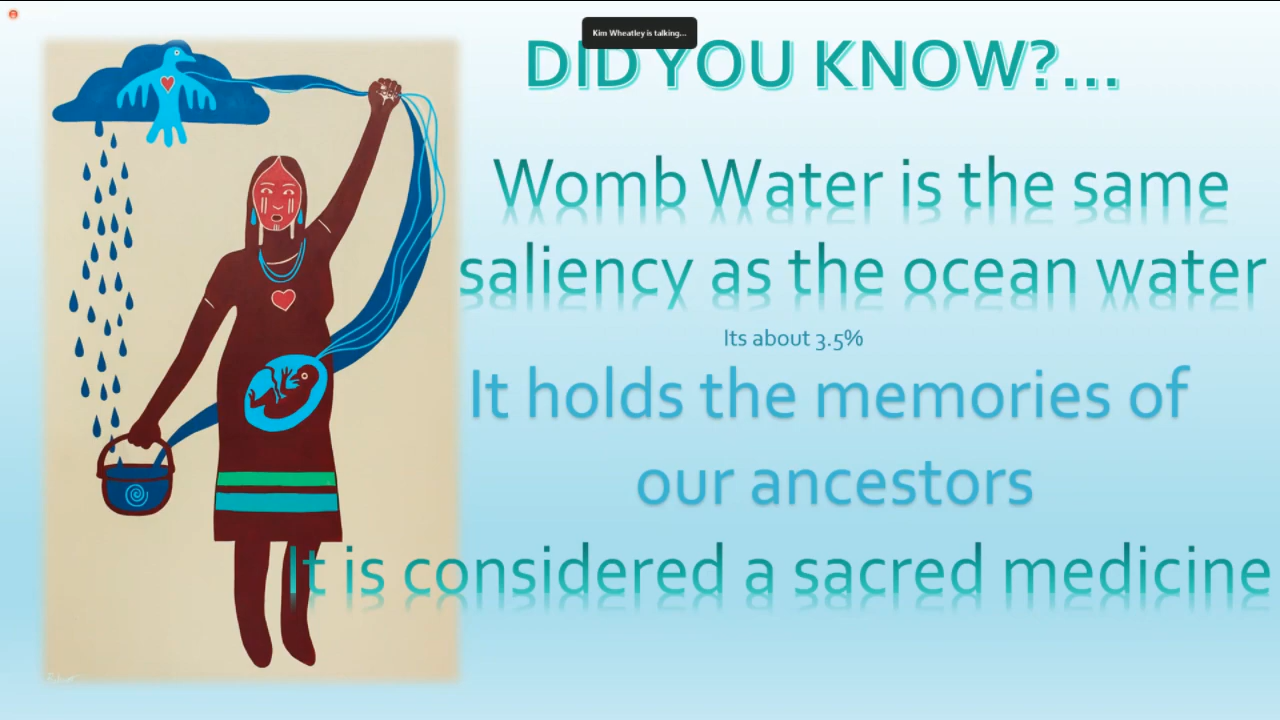 Kim Wheatley is talking...
DID YOU KNOW?...
Womb Water is the same
saliency as the ocean water
Its about 3.5%
It holds the memories of
our ancestors
It is considered a sacred medicine